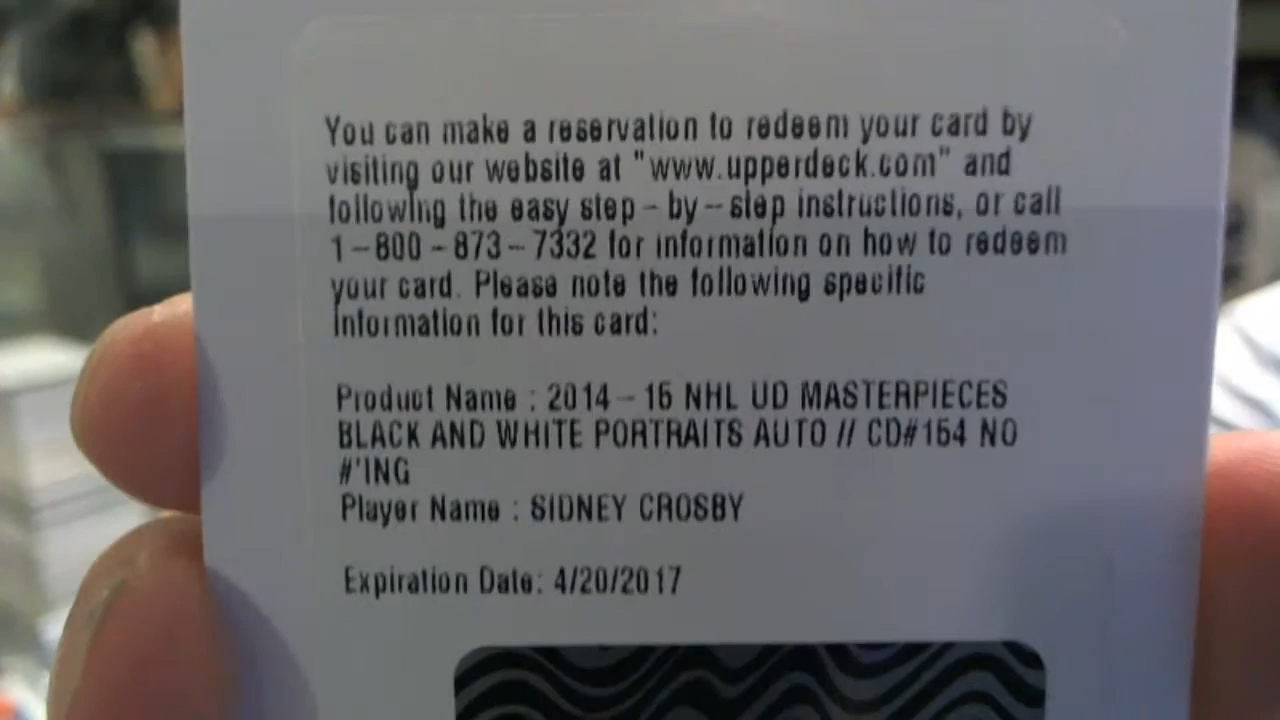 You can make a reservation to redeem your card by
visiting our website at "www.upperdeck.com" and
following the easy step-by-step instructions, or call
1-800-873-7332 for information on how to redeem
your card. Please note the following specific
information for this card:
Product Name : 2014-15 NHL UD MASTERPIECES
BLACK AND WHITE PORTRAITS AUTO // CD#154 NO
#'ING
Player Name : SIDNEY CROSBY
Expiration Date: 4/20/2017